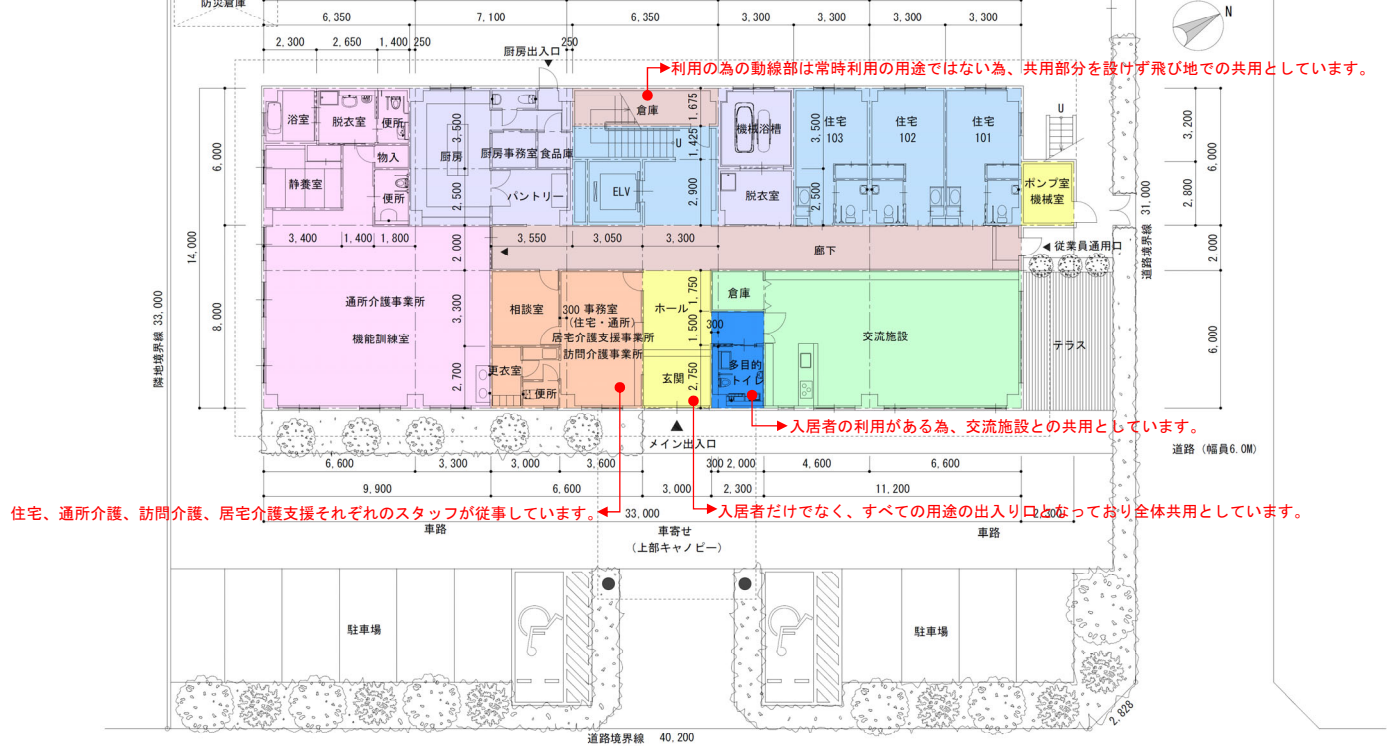 防災倉庫
6,350
7,100
6,350
3,300
3,300
3,300
3,300
N
2,300
2,650
1,400
250
250
厨房出入口
利用の為の動線部は常時利用の用途ではない為、共用部分を設けず飛び地での共用としています。
浴室
脱衣室
便所
物入
静養室
便所
厨房
3,500
2,500
厨房事務室
食品庫
パントリー
倉庫
1,675
1,425
U
ELV
2,900
機械浴槽
脱衣室
3,500
2,500
住宅
103
住宅
102
住宅
101
U
ポンプ室
機械室
3,200
2,800
6,000
6,000
14,000
8,000
隣地境界線 33,000
道路境界線 31,000
3,400
1,400
1,800
2,000
3,550
3,050
3,300
廊下
従業員通用口
2,000
通所介護事業所
機能訓練室
3,300
2,700
相談室
300
事務室
(住宅・通所)
居宅介護支援事業所
訪問介護事業所
更衣室
便所
ホール
玄関
1,750
1,500
2,750
300
倉庫
多目的
トイレ
交流施設
テラス
6,000
入居者の利用がある為、交流施設との共用としています。
メイン出入口
道路 (幅員6.0M)
6,600
3,300
3,000
3,600
300
2,000
4,600
6,600
9,900
6,600
3,000
2,300
11,200
住宅、通所介護、訪問介護、居宅介護支援それぞれのスタッフが従事しています。
33,000
入居者だけでなく、すべての用途の出入り口となっており全体共用としています。
車路
車寄せ
(上部キャノピー)
車路
駐車場
駐車場
2,828
道路境界線 40,200